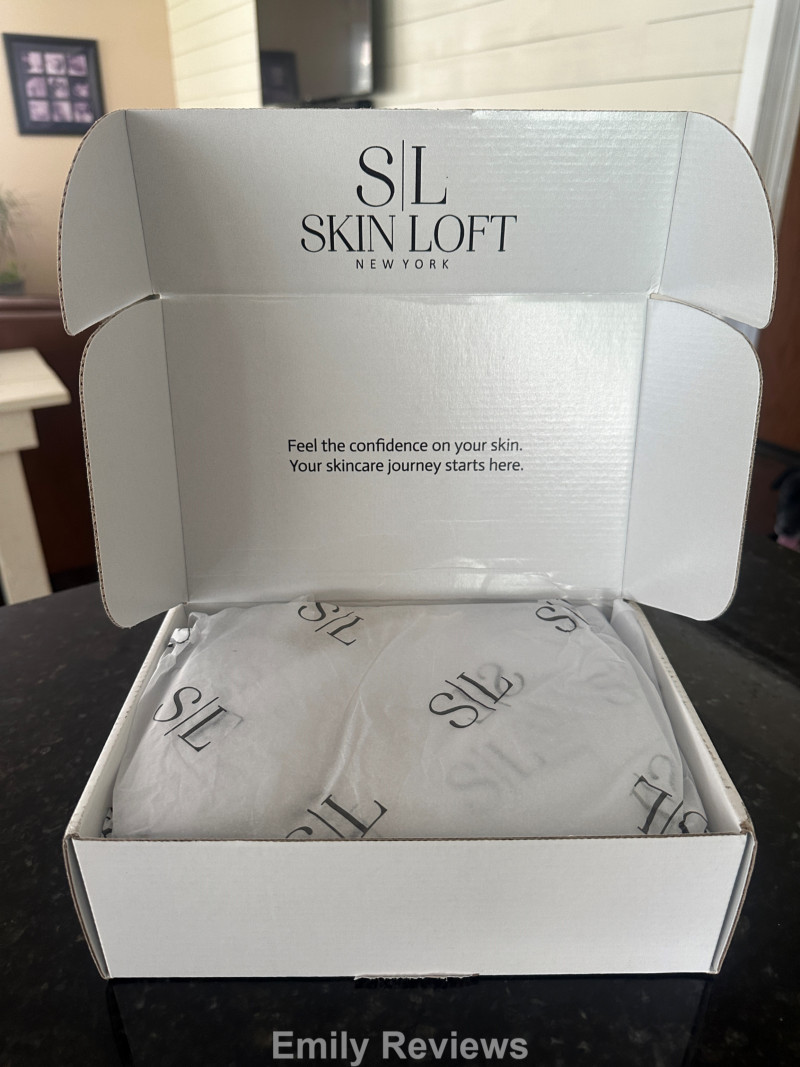 S|L
SKIN LOFT
NEW YORK
Feel the confidence on your skin.
Your skincare journey starts here.
S|L
S
S|L
S|L
S|L
S|L
Emily Reviews